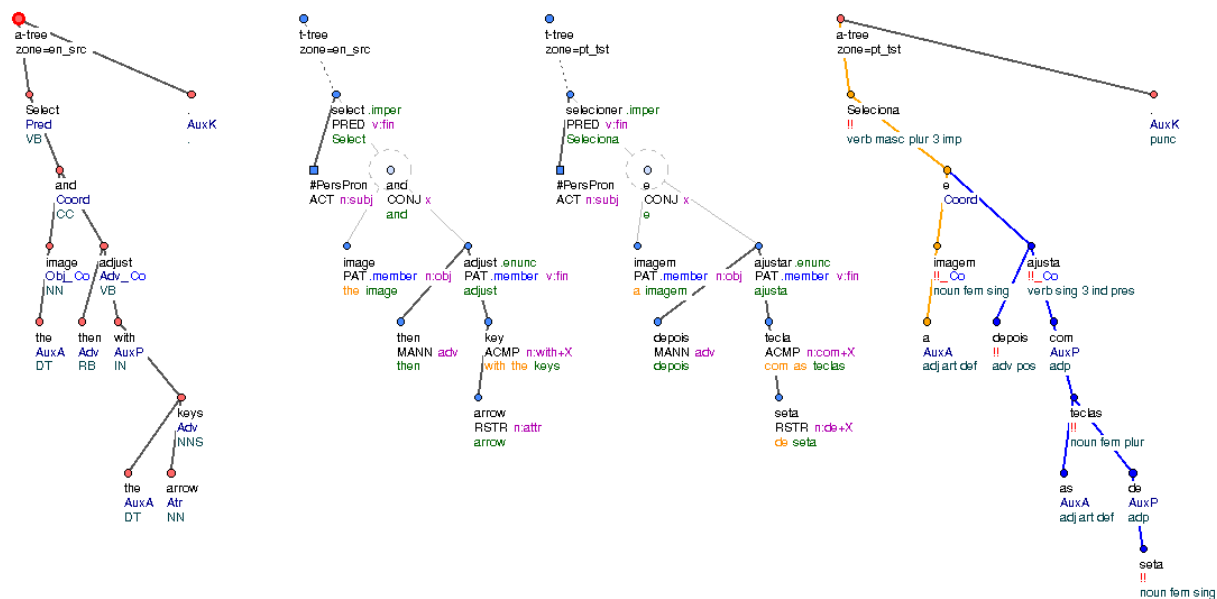 a-tree
zone=en_src
Select
Pred
VB
.
AuxK
.
and
Coord
CC
image
Obj_Co
NN
adjust
Adv_Co
VB
the
AuxA
DT
then
Adv
RB
with
AuxP
IN
keys
Adv
NNS
the
AuxA
DT
arrow
Atr
NN
t-tree
zone=en_src
select .imper
PRED v:fin
Select
#PersPron
ACT n:subj
and
CONJ x
and
image
PAT .member n:obj
the image
adjust .enunc
PAT .member v:fin
adjust
then
MANN adv
then
key
ACMP n:with+X
with the keys
arrow
RSTR n:attr
arrow
t-tree
zone=pt_tst
selecioner .imper
PRED v:fin
Seleciona
#PersPron
ACT n:subj
e
CONJ x
e
imagem
PAT .member n:obj
a imagem
ajustar .enunc
PAT .member v:fin
ajusta
depois
MANN adv
depois
tecla
ACMP n:com+X
com as teclas
seta
RSTR n:de+X
de seta
a-tree
zone=pt_tst
Seleciona
!!
verb masc plur 3 imp
.
AuxK
punc
e
Coord
imagem
!!_Co
noun fem sing
ajusta
!!_Co
verb sing 3 ind pres
a
AuxA
adj art def
depois
!!
adv pos
com
AuxP
adp
teclas
!!
noun fem plur
as
AuxA
adj art def
de
AuxP
adp
seta
!!
noun fem sing